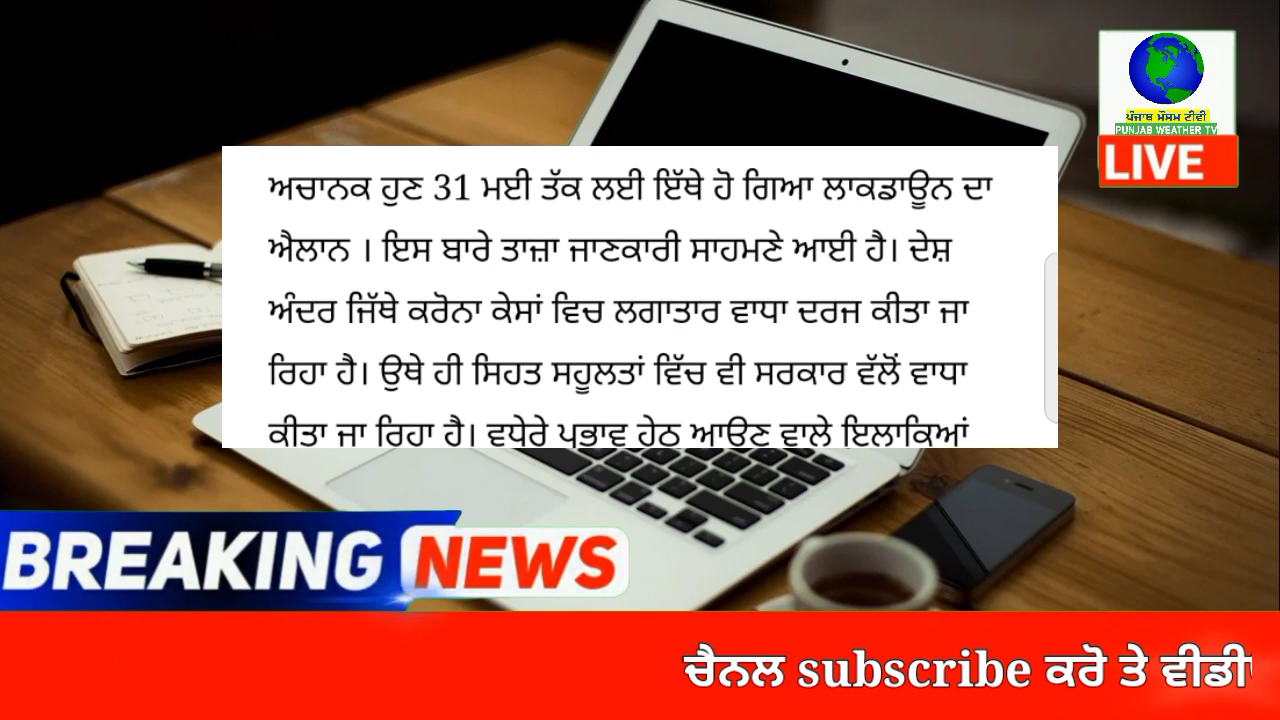 ਪੰਜਾਬ ਮੌਸਮ ਟੀਵੀ
PUNJAB WEATHER TV
LIVE
ਅਚਾਨਕ ਹੁਣ 31 ਮਈ ਤੱਕ ਲਈ ਇੱਥੇ ਹੋ ਗਿਆ ਲਾਕਡਾਊਨ ਦਾ
ਐਲਾਨ । ਇਸ ਬਾਰੇ ਤਾਜ਼ਾ ਜਾਣਕਾਰੀ ਸਾਹਮਣੇ ਆਈ ਹੈ। ਦੇਸ਼
ਅੰਦਰ ਜਿੱਥੇ ਕਰੋਨਾ ਕੇਸਾਂ ਵਿਚ ਲਗਾਤਾਰ ਵਾਧਾ ਦਰਜ ਕੀਤਾ ਜਾ
ਰਿਹਾ ਹੈ। ਉਥੇ ਹੀ ਸਿਹਤ ਸਹੂਲਤਾਂ ਵਿੱਚ ਵੀ ਸਰਕਾਰ ਵੱਲੋਂ ਵਾਧਾ
ਕੀਤਾ ਜਾ ਰਿਹਾ ਹੈ। ਵਧੇਰੇ ਪ੍ਰਭਾਵ ਹੇਠ ਆਉਣ ਵਾਲੇ ਇਲਾਕਿਆਂ
BREAKING NEWS
ਚੈਨਲ subscribe ਕਰੋ ਤੇ ਵੀਡੀ